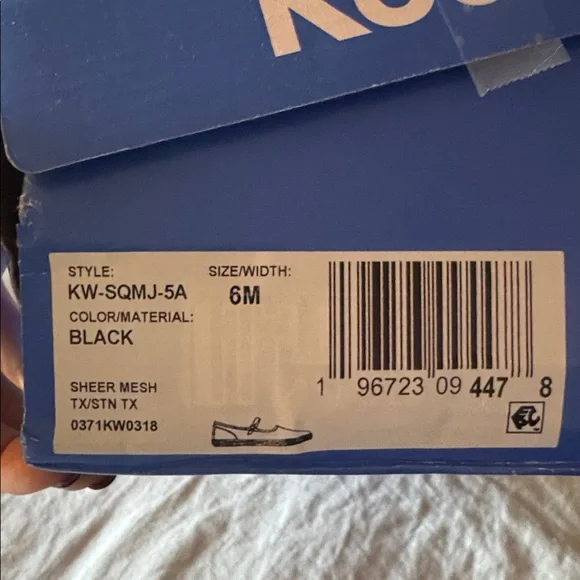 STYLE: SIZE/WIDTH:
KW-SQMJ-5A 6M
COLOR/MATERIAL:
BLACK
SHEER MESH
TX/STN TX
0371KW0318
1 96723 09 447 8